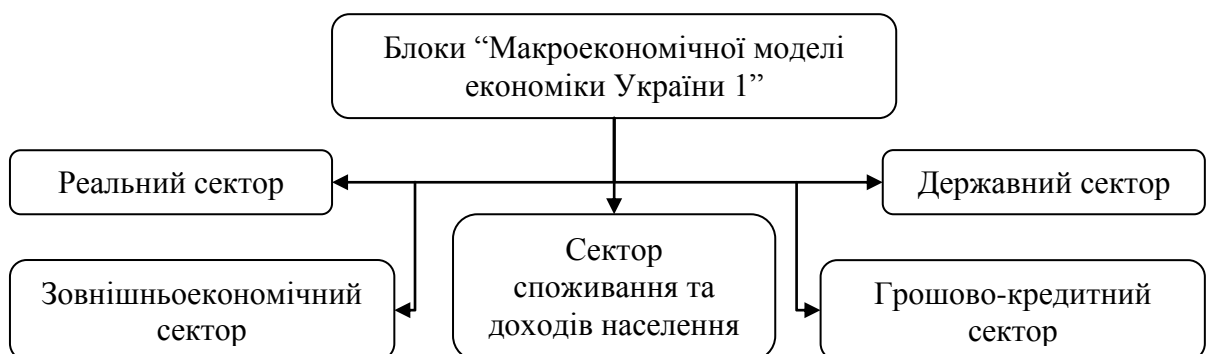 Блоки “Макроекономічної моделі
економіки України 1”
Реальний сектор
Державний сектор
Сектор
споживання та
доходів населення
Зовнішньоекономічний
сектор
Грошово-кредитний
сектор